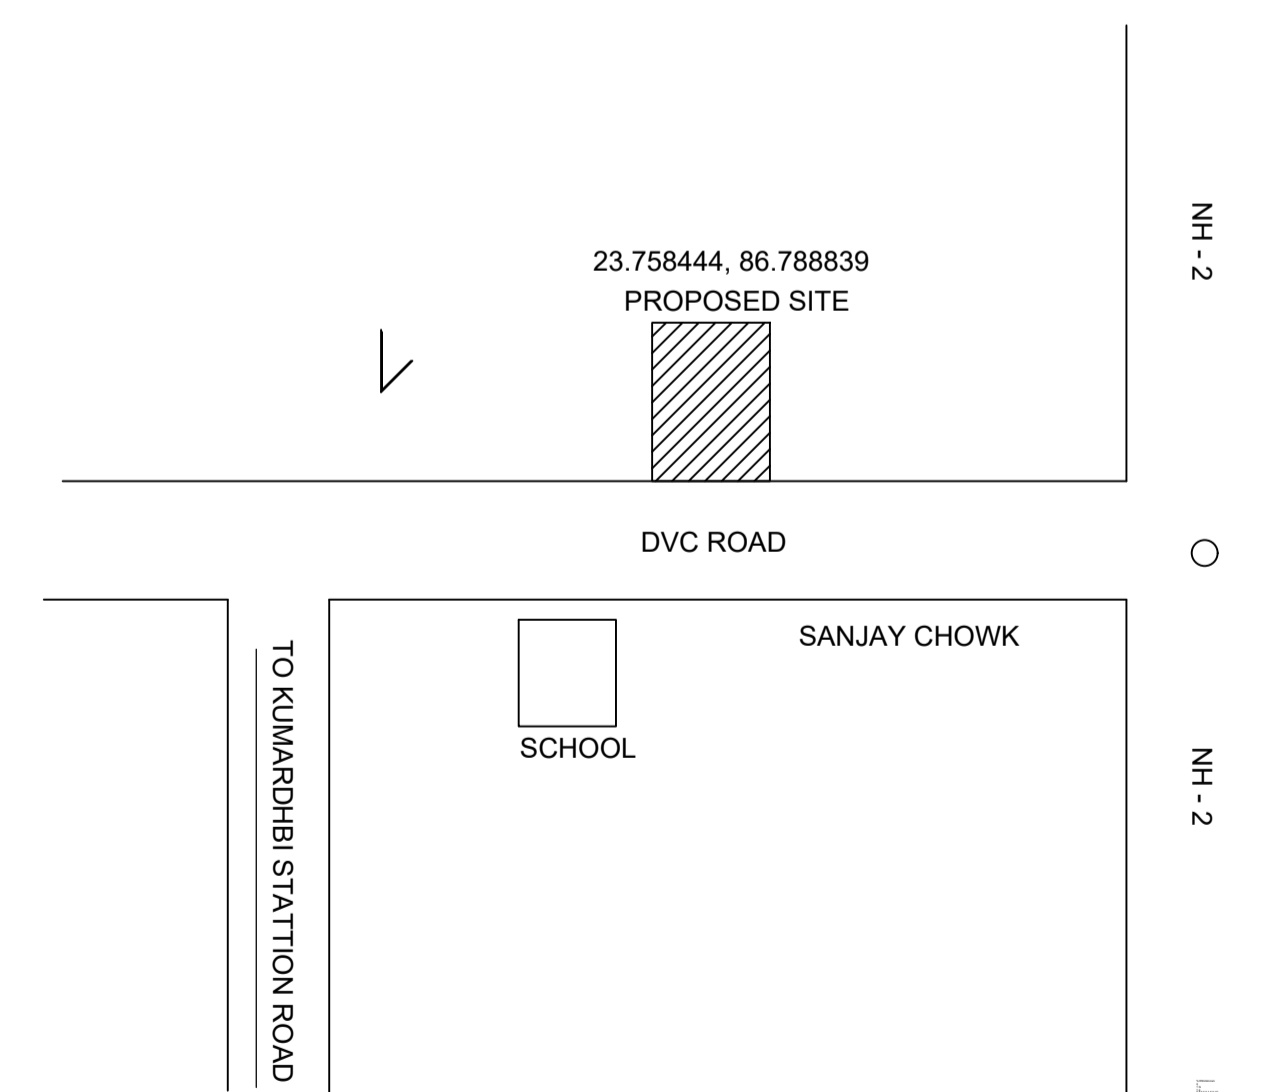 NH - 2
23.758444, 86.788839
PROPOSED SITE
DVC ROAD
SANJAY CHOWK
SCHOOL
TO KUMARDHBI STATTION ROAD
NH - 2